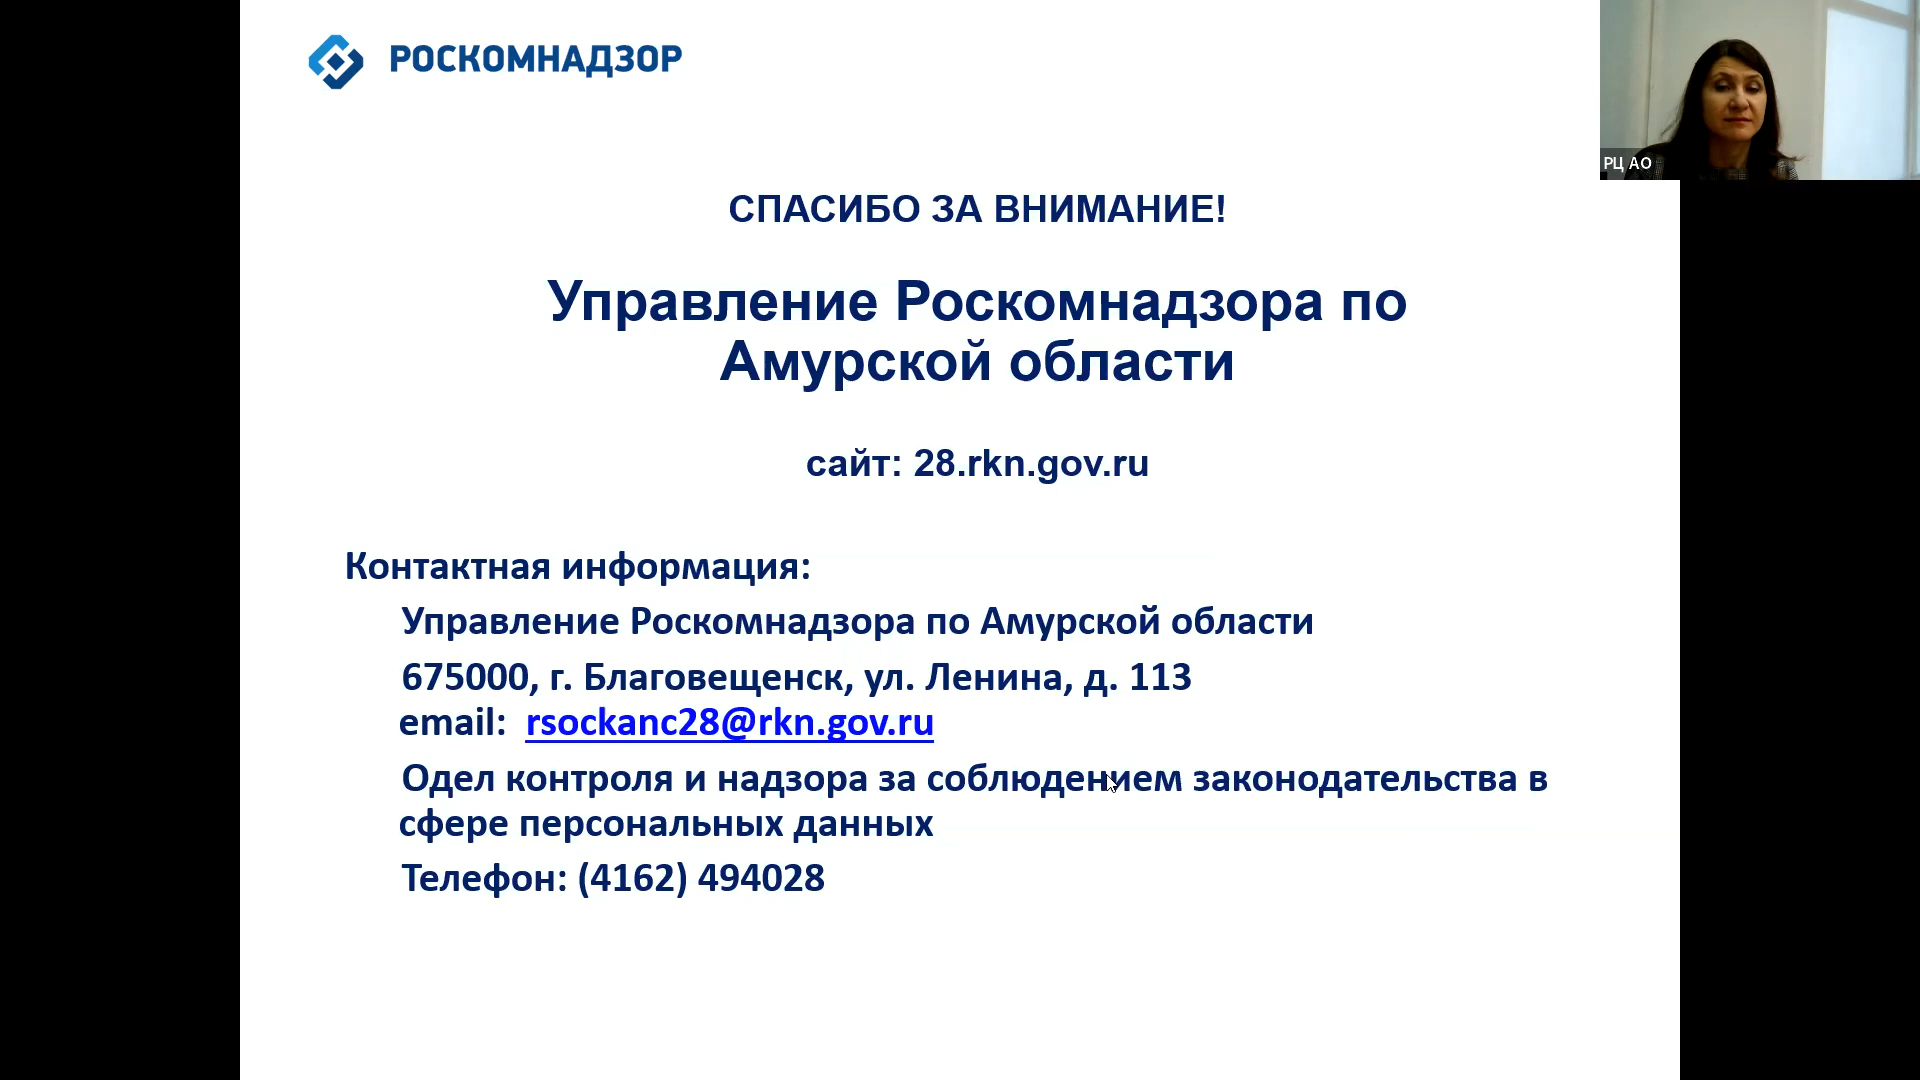 РОСКОМНАДЗОР
РЦ АО
СПАСИБО ЗА ВНИМАНИЕ!
Управление Роскомнадзора по
Амурской области
сайт: 28.rkn.gov.ru
Контактная информация:
Управление Роскомнадзора по Амурской области
675000, г. Благовещенск, ул. Ленина, д. 113
email: rsockanc28@rkn.gov.ru
Одел контроля и надзора за соблюдением законодательства в
сфере персональных данных
Телефон: (4162) 494028